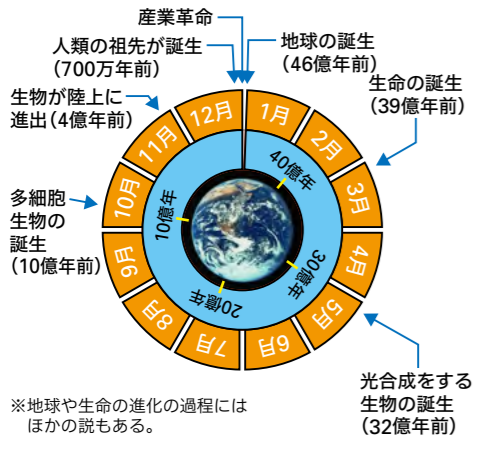 産業革命
人類の祖先が誕生
（700万年前）
地球の誕生
（46億年前）
生物が陸上に
進出（4億年前）
生命の誕生
（39億年前）
多細胞
生物の
誕生
（10億年前）
光合成をする
生物の誕生
（32億年前）
1月
2月
3月
4月
5月
6月
7月
8月
9月
10月
11月
12月
40億年
30億年
20億年
10億年
※地球や生命の進化の過程には
ほかの説もある。